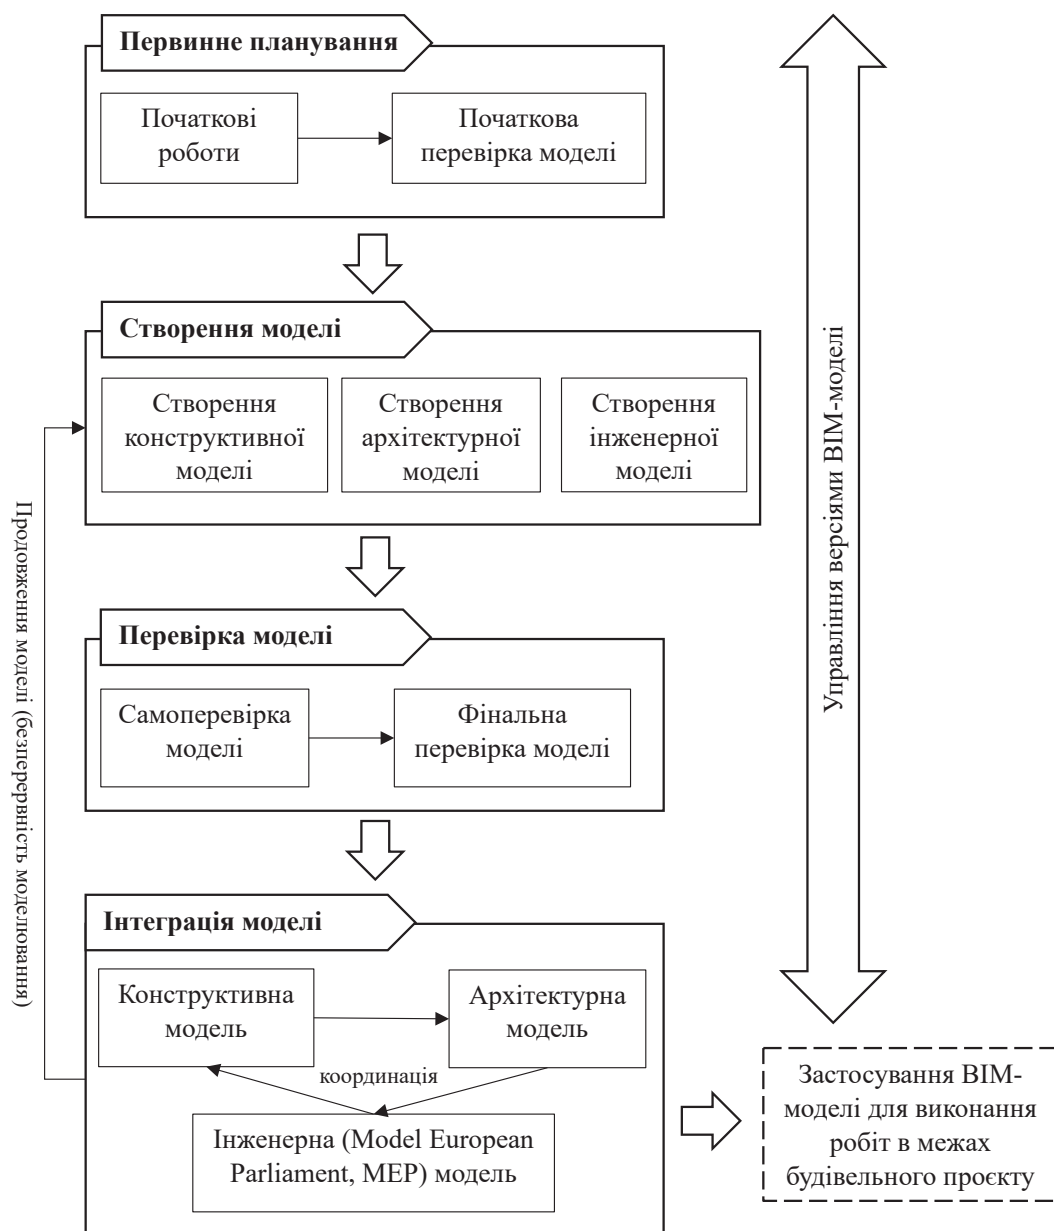 Первинне планування
Початкові
роботи
Початкова
перевірка моделі
Створення моделі
Створення
конструктивної
моделі
Створення
архітектурної
моделі
Створення
інженерної
моделі
Перевірка моделі
Самоперевірка
моделі
Фінальна
перевірка моделі
Інтеграція моделі
Конструктивна
модель
Архітектурна
модель
координація
Інженерна (Model European
Parliament, MEP) модель
Продовження моделі (безперервність моделювання)
Управління версіями BIM-моделі
Застосування BIM-
моделі для виконання
робіт в межах
будівельного проєкту